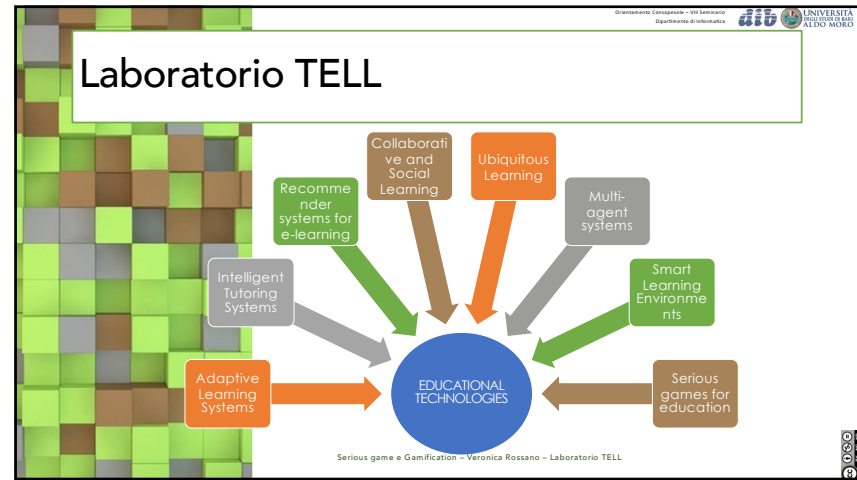 Orientamento Consapevole – VIII Seminario
Dipartimento di Informatica
dib
UNIVERSITÀ
DEGLI STUDI DI BARI
ALDO MORO
Laboratorio TELL
Collaborati
ve and
Social
Learning
Ubiquitous
Learning
Recomme
nder
systems for
e-learning
Multi-
agent
systems
Intelligent
Tutoring
Systems
Smart
Learning
Environme
nts
Adaptive
Learning
Systems
EDUCATIONAL
TECHNOLOGIES
Serious
games for
education
Serious game e Gamification – Veronica Rossano – Laboratorio TELL
cc